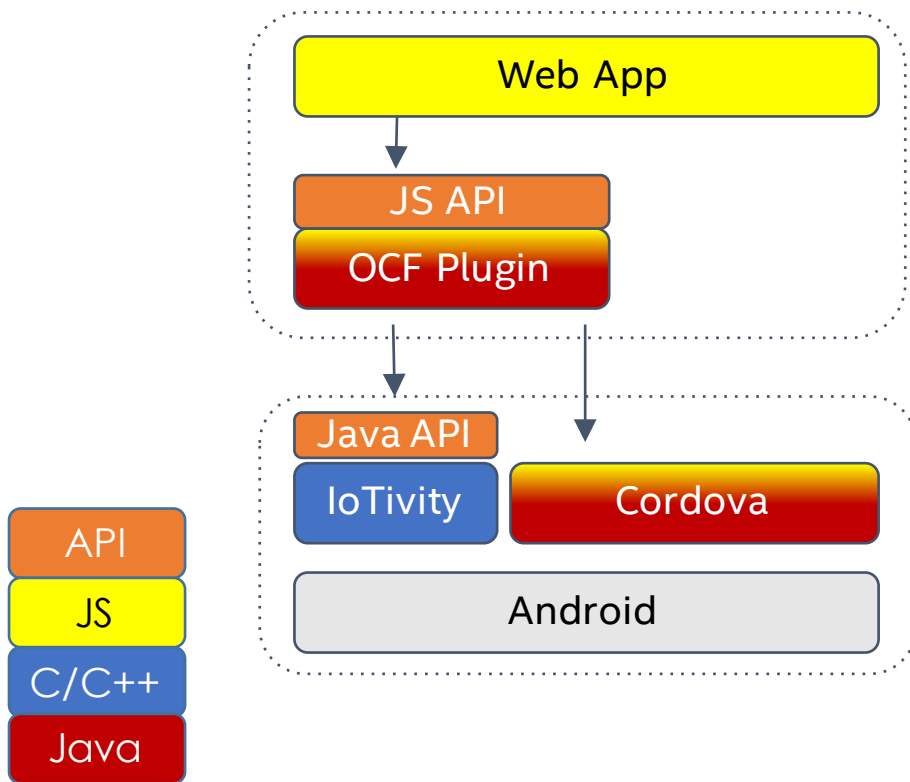 Web App
JS API
OCF Plugin
Java API
IoTivity
Cordova
Android
API
JS
C/C++
Java